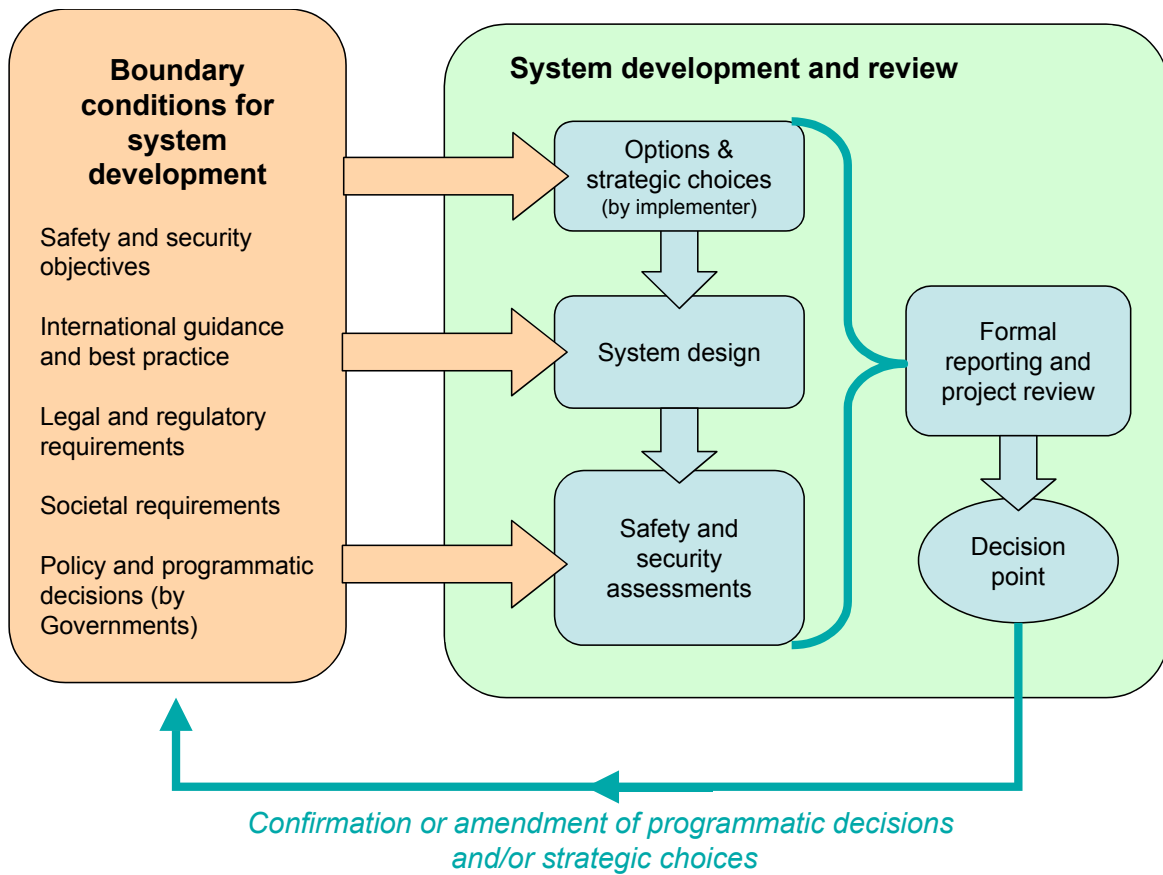 Boundary
conditions for
system
development
Safety and security
objectives
International guidance
and best practice
Legal and regulatory
requirements
Societal requirements
Policy and programmatic
decisions (by
Governments)
System development and review
Options &
strategic choices
(by implementer)
System design
Safety and
security
assessments
Formal
reporting and
project review
Decision
point
Confirmation or amendment of programmatic decisions
and/or strategic choices